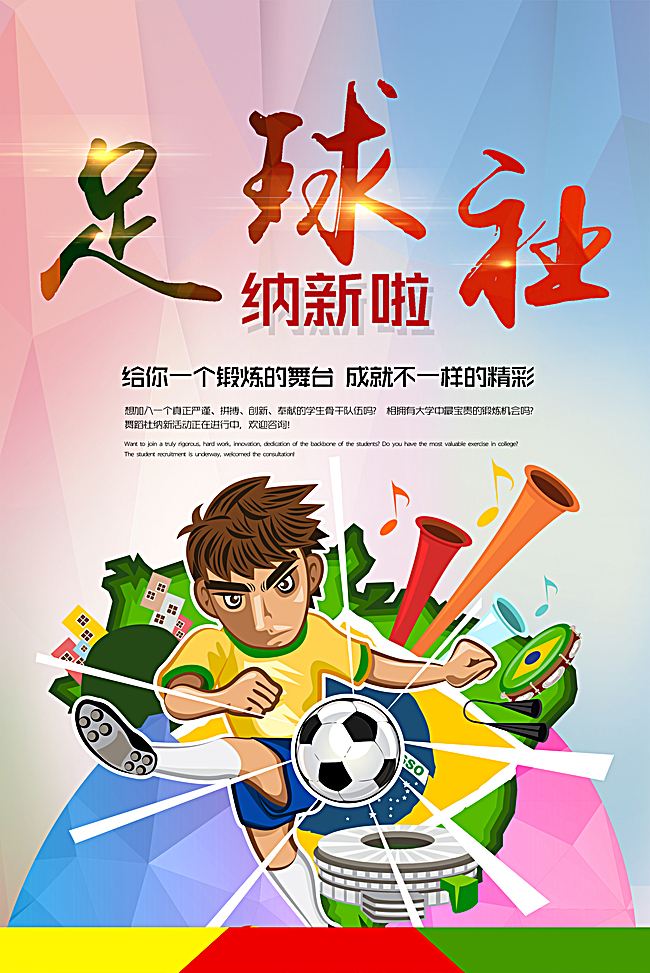 足球社
纳新啦
给你一个锻炼的舞台 成就不一样的精彩
想加入一个真正严谨、拼搏、创新、奉献的学生骨干队伍吗? 相拥有大学中最宝贵的锻炼机会吗?
舞蹈社纳新活动正在进行中，欢迎咨询!
Want to join a truly rigorous, hard work, innovation, dedication of the backbone of the students? Do you have the most valuable exercise in college?
The student recruitment is underway, welcomed the consultation!